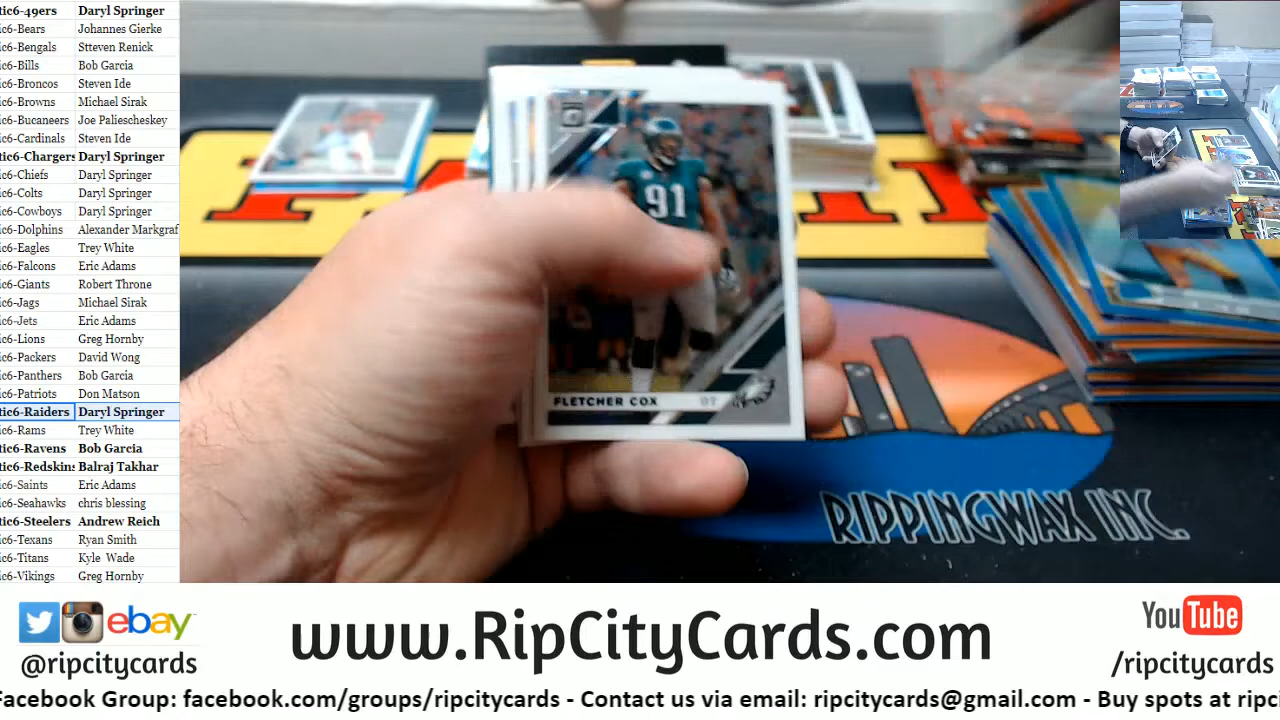 tic6-49ers Daryl Springer
ic6-Bears Johannes Gierke
ic6-Bengals Stteven Renick
ic6-Bills Bob Garcia
ic6-Broncos Steven Ide
ic6-Browns Michael Sirak
ic6-Bucaneers Joe Paliescheskey
ic6-Cardinals Steven Ide
tic6-Chargers Daryl Springer
ic6-Chiefs Daryl Springer
ic6-Colts Daryl Springer
ic6-Cowboys Daryl Springer
ic6-Dolphins Alexander Markgraf
ic6-Eagles Trey White
ic6-Falcons Eric Adams
ic6-Giants Robert Throne
ic6-Jags Michael Sirak
ic6-Jets Eric Adams
ic6-Lions Greg Hornby
ic6-Packers David Wong
ic6-Panthers Bob Garcia
ic6-Patriots Don Matson
tic6-Raiders Daryl Springer
ic6-Rams Trey White
tic6-Ravens Bob Garcia
tic6-Redskins Balraj Takhar
ic6-Saints Eric Adams
ic6-Seahawks chris blessing
tic6-Steelers Andrew Reich
ic6-Texans Ryan Smith
ic6-Titans Kyle Wade
ic6-Vikings Greg Hornby
91
FLETCHER COX DT
RIPPINGWAX INC.
ebay
@ripcitycards
www.RipCityCards.com
YouTube
/ripcitycards
Facebook Group: facebook.com/groups/ripcitycards - Contact us via email: ripcitycards@gmail.com - Buy spots at ripci